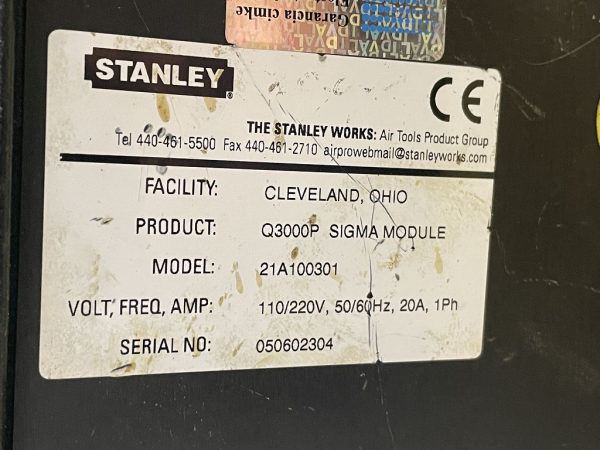 Garancia címke
STANLEY®
CE
THE STANLEY WORKS: Air Tools Product Group
Tel 440-461-5500 Fax 440-461-2710 airprowebmail@stanleyworks.com
FACILITY: CLEVELAND, OHIO
PRODUCT: Q3000P SIGMA MODULE
MODEL: 21A100301
VOLT, FREQ, AMP: 110/220V, 50/60Hz, 20A, 1Ph
SERIAL NO: 050602304